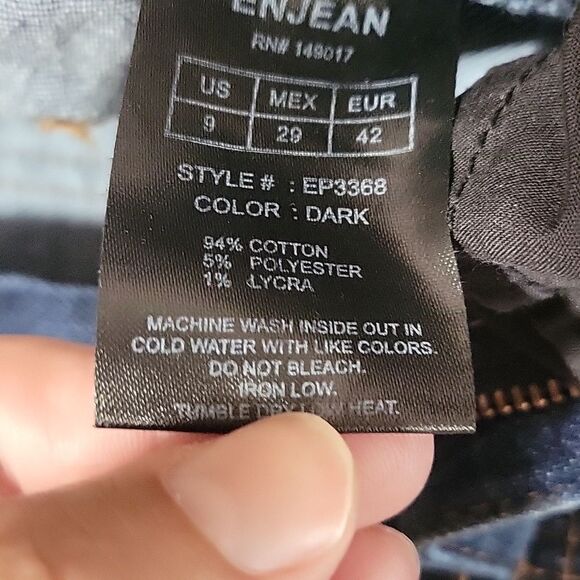 ENJEAN
RN# 149017
US MEX EUR
9 29 42
STYLE # : EP3368
COLOR : DARK
94% COTTON
5% POLYESTER
1% LYCRA
MACHINE WASH INSIDE OUT IN
COLD WATER WITH LIKE COLORS.
DO NOT BLEACH.
IRON LOW.
TUMBLE DRY LOW HEAT.